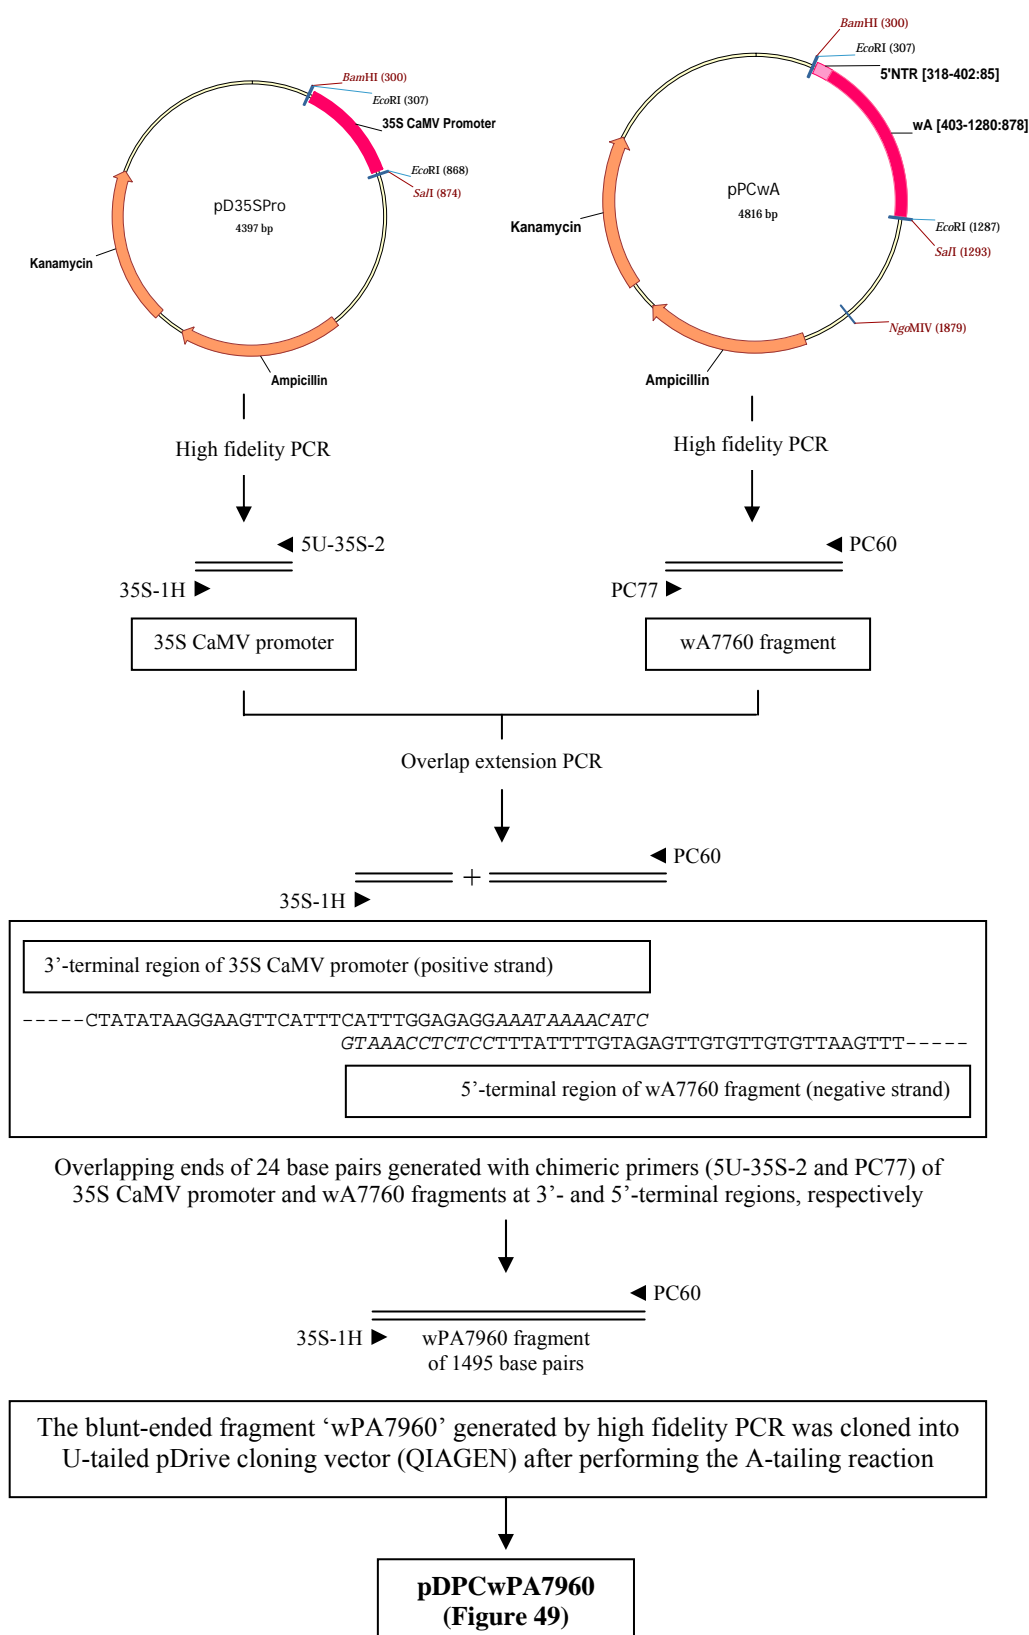 BamHI (300)
EcoRI (307)
35S CaMV Promoter
EcoRI (868)
SalI (874)
pD35SPro
4397 bp
Kanamycin
Ampicillin
BamHI (300)
EcoRI (307)
5'NTR [318-402:85]
wA [403-1280:878]
pPCwA
4816 bp
Kanamycin
EcoRI (1287)
SalI (1293)
NgoMIV (1879)
Ampicillin
High fidelity PCR
High fidelity PCR
5U-35S-2
35S-1H
PC60
PC77
35S CaMV promoter
wA7760 fragment
Overlap extension PCR
PC60
+
35S-1H
3’-terminal region of 35S CaMV promoter (positive strand)
-----CTATATAAGGAAGTTCATTTCATTTGGAGAGGAAATAAAACATC
GTAAACCTCTCCTTTATTTTGTAGAGTTGTGTTGTGTTAAGTTT-----
5’-terminal region of wA7760 fragment (negative strand)
Overlapping ends of 24 base pairs generated with chimeric primers (5U-35S-2 and PC77) of
35S CaMV promoter and wA7760 fragments at 3’- and 5’-terminal regions, respectively
PC60
35S-1H
wPA7960 fragment
of 1495 base pairs
The blunt-ended fragment ‘wPA7960’ generated by high fidelity PCR was cloned into
U-tailed pDrive cloning vector (QIAGEN) after performing the A-tailing reaction
pDPCwPA7960
(Figure 49)